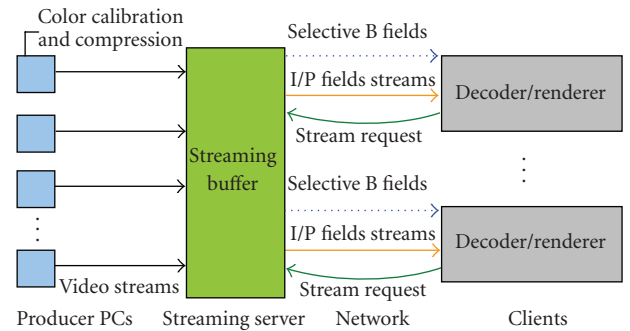 Color calibration
and compression
Selective B fields
I/P fields streams
Decoder/renderer
Stream request
Streaming
buffer
Selective B fields
I/P fields streams
Decoder/renderer
Stream request
Video streams
Producer PCs
Streaming server
Network
Clients